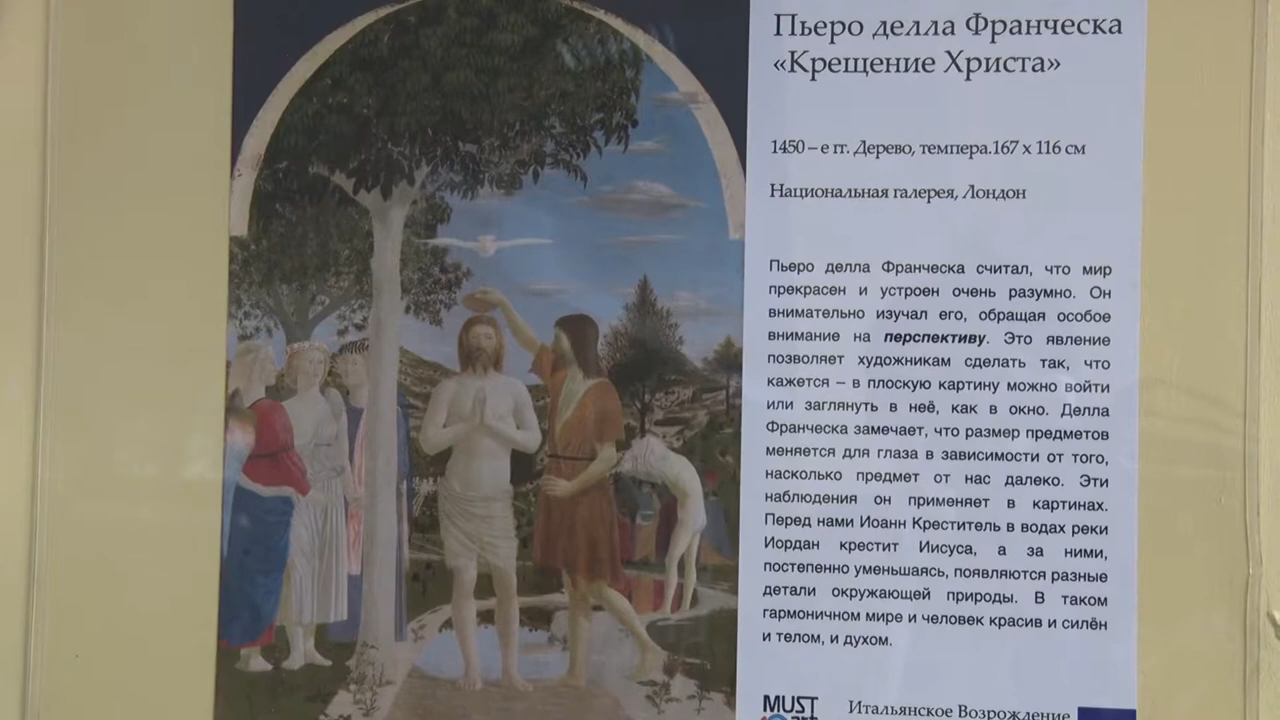 Пьеро делла Франческа
«Крещение Христа»
1450 – е гг. Дерево, темпера.167 х 116 см
Национальная галерея, Лондон
Пьеро делла Франческа считал, что мир
прекрасен и устроен очень разумно. Он
внимательно изучал его, обращая особое
внимание на перспективу. Это явление
позволяет художникам сделать так, что
кажется – в плоскую картину можно войти
или заглянуть в неё, как в окно. Делла
Франческа замечает, что размер предметов
меняется для глаза в зависимости от того,
насколько предмет от нас далеко. Эти
наблюдения он применяет в картинах.
Перед нами Иоанн Креститель в водах реки
Иордан крестит Иисуса, а за ними,
постепенно уменьшаясь, появляются разные
детали окружающей природы. В таком
гармоничном мире и человек красив и силён
и телом, и духом.
MUST
art
Итальянское Возрождение